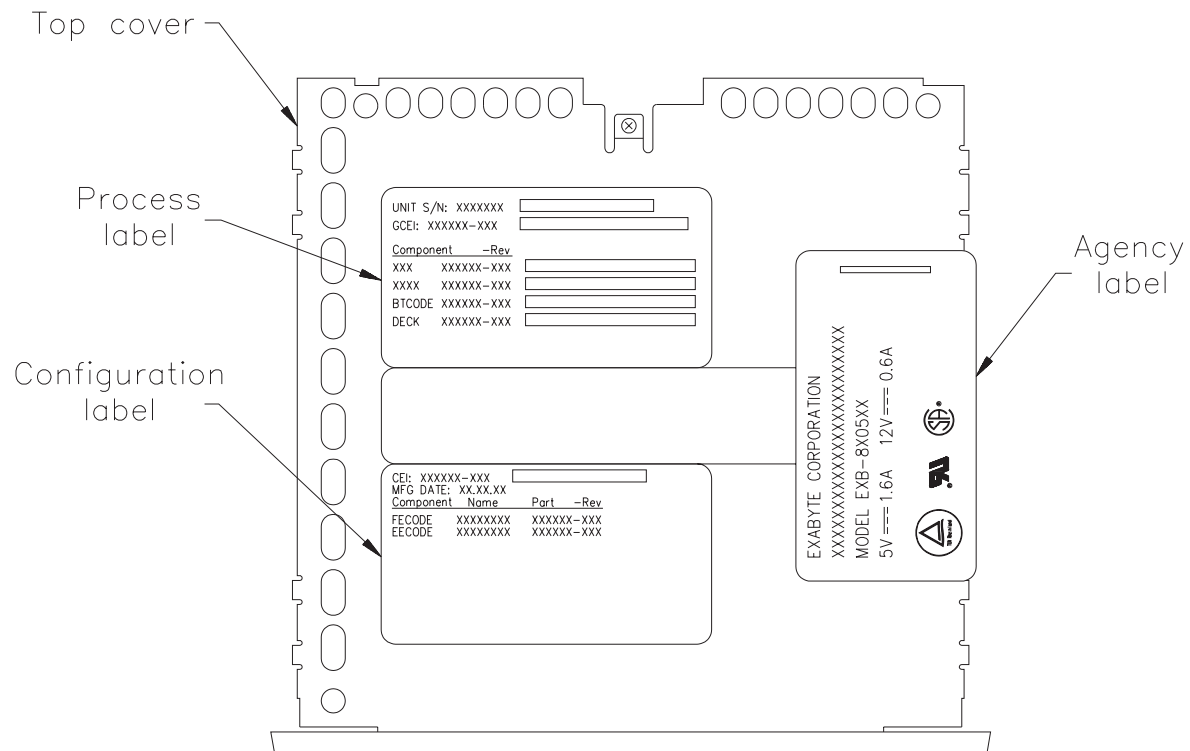 Top cover
Process
label
UNIT S/N: XXXXXXX
GCEI: XXXXXX-XXX
Component -Rev
XXX XXXXXX-XXX
XXXX XXXXXX-XXX
BTCODE XXXXXX-XXX
DECK XXXXXX-XXX
Agency
label
EXABYTE CORPORATION
XXXXXXXXXXXXXXXXXXXXXXXXXX
MODEL EXB-8X05XX
5V 1.6A 12V 0.6A
Configuration
label
CEI: XXXXXX-XXX
MFG DATE: XX.XX.XX
Component Name Part -Rev
FECODE XXXXXXXX XXXXXX-XXX
EECODE XXXXXXXX XXXXXX-XXX